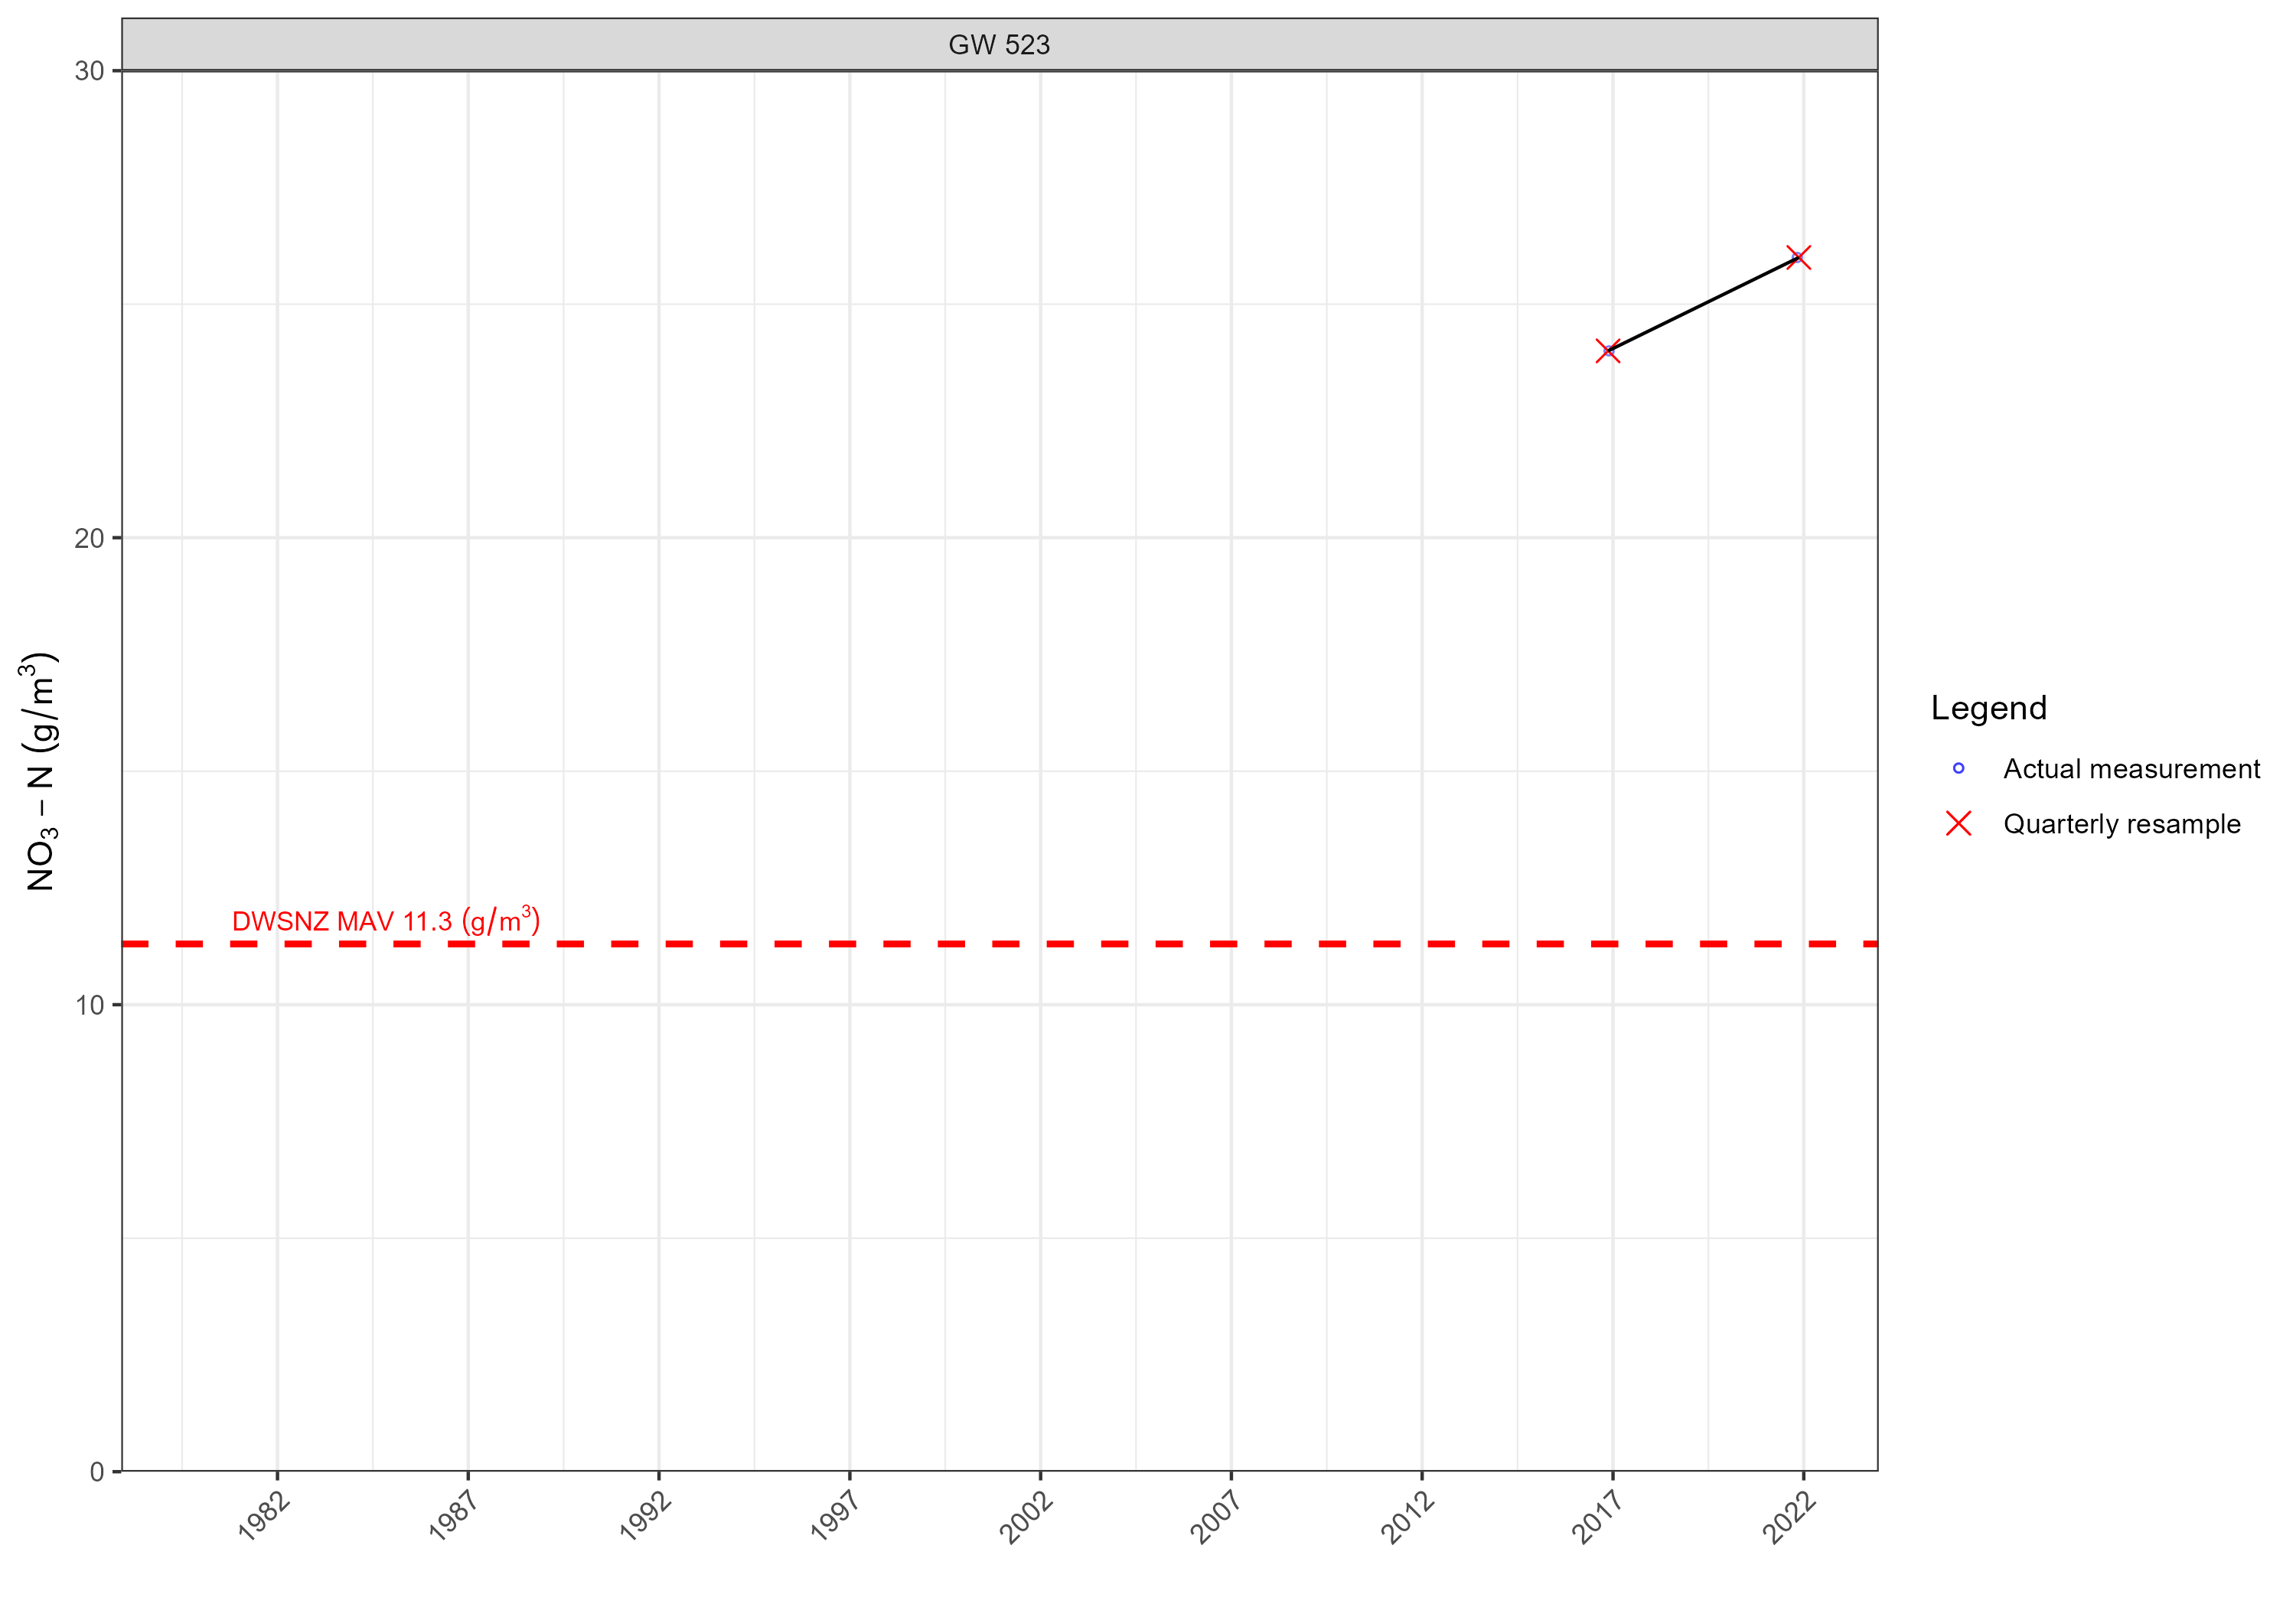 GW 523
30
20
10
0
NO₃ – N (g/m³)
DWSNZ MAV 11.3 (g/m³)
1982
1987
1992
1997
2002
2007
2012
2017
2022
Legend
Actual measurement
Quarterly resample